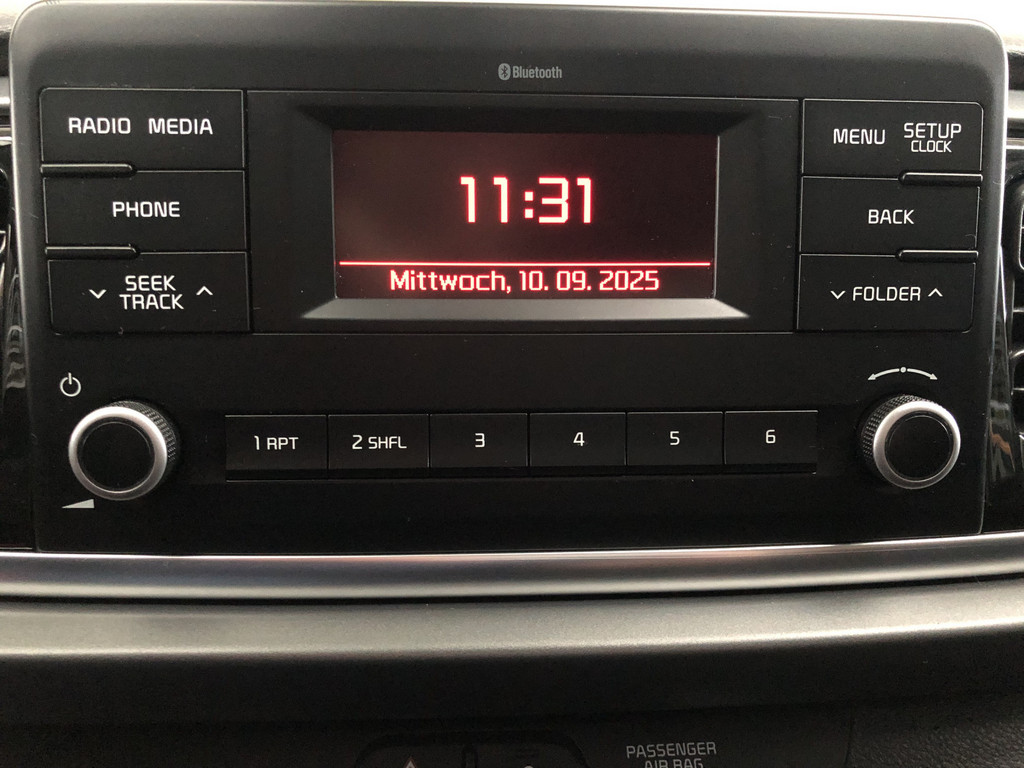 Bluetooth
RADIO MEDIA
MENU
SETUP
CLOCK
PHONE
11:31
BACK
SEEK
TRACK
Mittwoch, 10. 09. 2025
FOLDER
1 RPT
2 SHFL
3
4
5
6
PASSENGER
AIR BAG